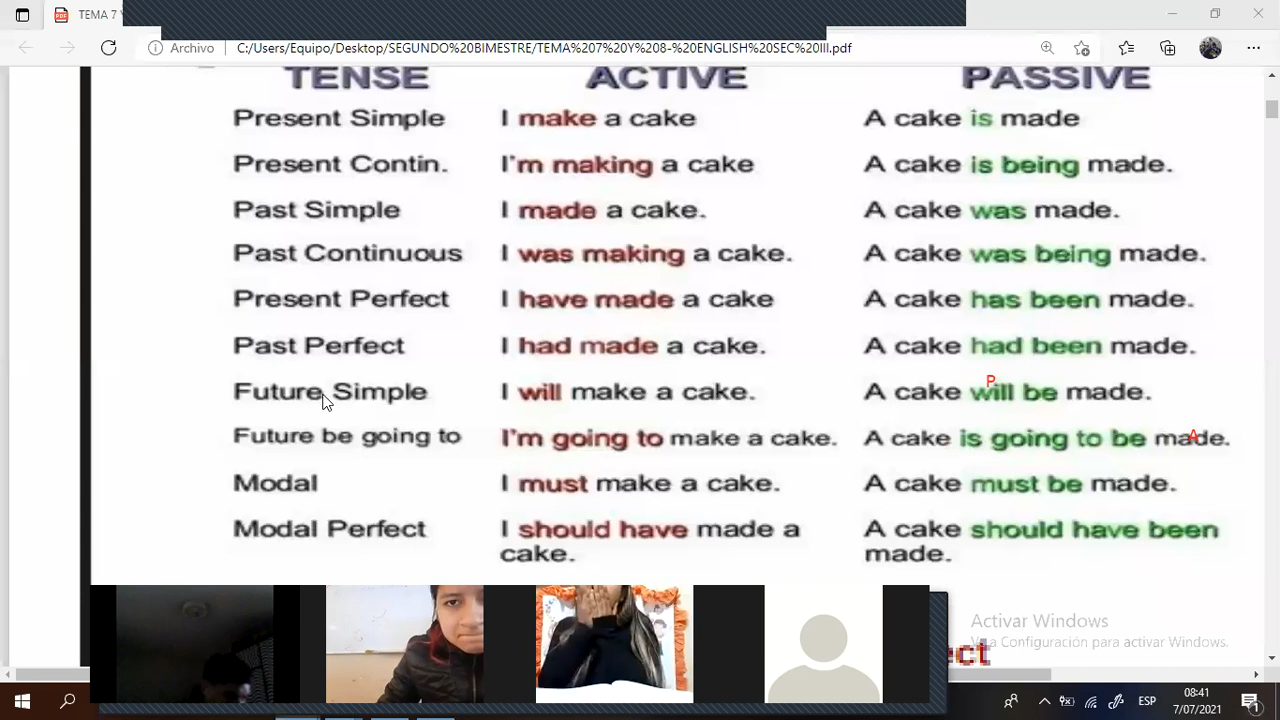 TEMA 7 Y
Archivo C:/Users/Equipo/Desktop/SEGUNDO%20BIMESTRE/TEMA%207%20Y%208-%20ENGLISH%20SEC%20III.pdf
TENSE ACTIVE PASSIVE
Present Simple I make a cake A cake is made
Present Contin. I'm making a cake A cake is being made.
Past Simple I made a cake. A cake was made.
Past Continuous I was making a cake. A cake was being made.
Present Perfect I have made a cake A cake has been made.
Past Perfect I had made a cake. A cake had been made.
P
Future Simple I will make a cake. A cake will be made.
Future be going to I'm going to make a cake. A cake is going to be made.
A
Modal I must make a cake. A cake must be made.
Modal Perfect I should have made a cake. A cake should have been made.
Activar Windows
Ve a Configuración para activar Windows.
ect
ESP
08:41
7/07/2021